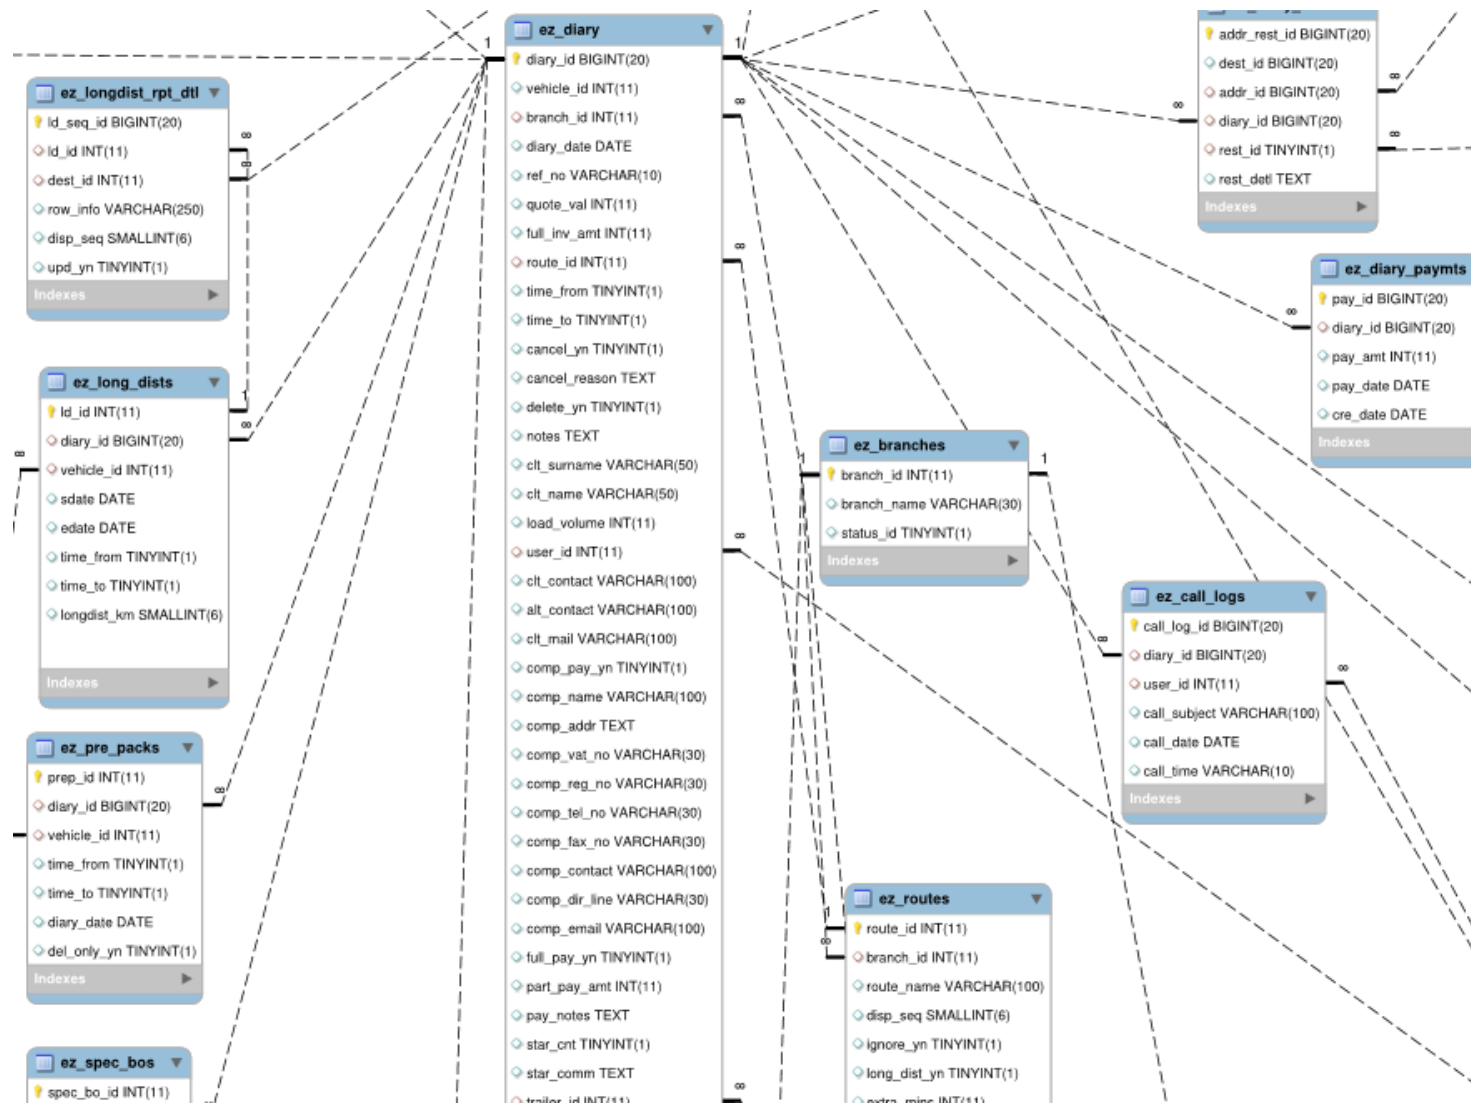 ez_diary
diary_id BIGINT(20)
vehicle_id INT(11)
branch_id INT(11)
diary_date DATE
ref_no VARCHAR(10)
quote_val INT(11)
full_inv_amt INT(11)
route_id INT(11)
time_from TINYINT(1)
time_to TINYINT(1)
cancel_yn TINYINT(1)
cancel_reason TEXT
delete_yn TINYINT(1)
notes TEXT
clt_surname VARCHAR(50)
clt_name VARCHAR(50)
load_volume INT(11)
user_id INT(11)
clt_contact VARCHAR(100)
alt_contact VARCHAR(100)
clt_mail VARCHAR(100)
comp_pay_yn TINYINT(1)
comp_name VARCHAR(100)
comp_addr TEXT
comp_vat_no VARCHAR(30)
comp_reg_no VARCHAR(30)
comp_tel_no VARCHAR(30)
comp_fax_no VARCHAR(30)
comp_contact VARCHAR(100)
comp_dir_line VARCHAR(30)
comp_email VARCHAR(100)
full_pay_yn TINYINT(1)
part_pay_amt INT(11)
pay_notes TEXT
star_cnt TINYINT(1)
star_comm TEXT
trailer_id INT(11)
ez_longdist_rpt_dtl
ld_seq_id BIGINT(20)
ld_id INT(11)
dest_id INT(11)
row_info VARCHAR(250)
disp_seq SMALLINT(6)
upd_yn TINYINT(1)
Indexes
ez_long_dists
ld_id INT(11)
diary_id BIGINT(20)
vehicle_id INT(11)
sdate DATE
edate DATE
time_from TINYINT(1)
time_to TINYINT(1)
longdist_km SMALLINT(6)
Indexes
ez_pre_packs
prep_id INT(11)
diary_id BIGINT(20)
vehicle_id INT(11)
time_from TINYINT(1)
time_to TINYINT(1)
diary_date DATE
del_only_yn TINYINT(1)
Indexes
ez_spec_bos
spec_bo_id INT(11)
addr_rest_id BIGINT(20)
dest_id BIGINT(20)
addr_id BIGINT(20)
diary_id BIGINT(20)
rest_id TINYINT(1)
rest_detl TEXT
Indexes
ez_diary_paymts
pay_id BIGINT(20)
diary_id BIGINT(20)
pay_amt INT(11)
pay_date DATE
cre_date DATE
Indexes
ez_branches
branch_id INT(11)
branch_name VARCHAR(30)
status_id TINYINT(1)
Indexes
ez_call_logs
call_log_id BIGINT(20)
diary_id BIGINT(20)
user_id INT(11)
call_subject VARCHAR(100)
call_date DATE
call_time VARCHAR(10)
Indexes
ez_routes
route_id INT(11)
branch_id INT(11)
route_name VARCHAR(100)
disp_seq SMALLINT(6)
ignore_yn TINYINT(1)
long_dist_yn TINYINT(1)
extra_mins INT(11)
1
1
∞
∞
∞
∞
∞
∞
1
∞
∞
∞
∞
∞
∞
∞
1
1
∞
∞
∞
∞